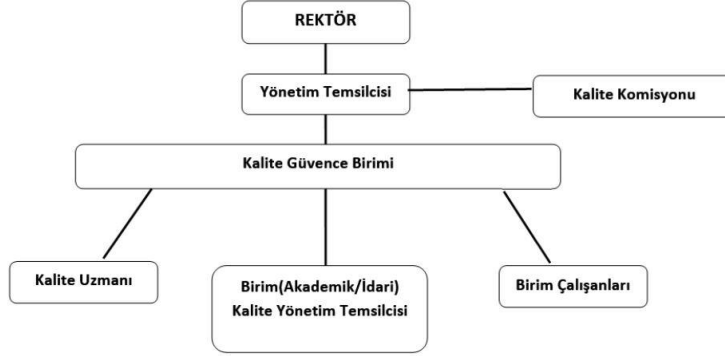 REKTÖR
Yönetim Temsilcisi
Kalite Komisyonu
Kalite Güvence Birimi
Kalite Uzmanı
Birim(Akademik/İdari)
Kalite Yönetim Temsilcisi
Birim Çalışanları